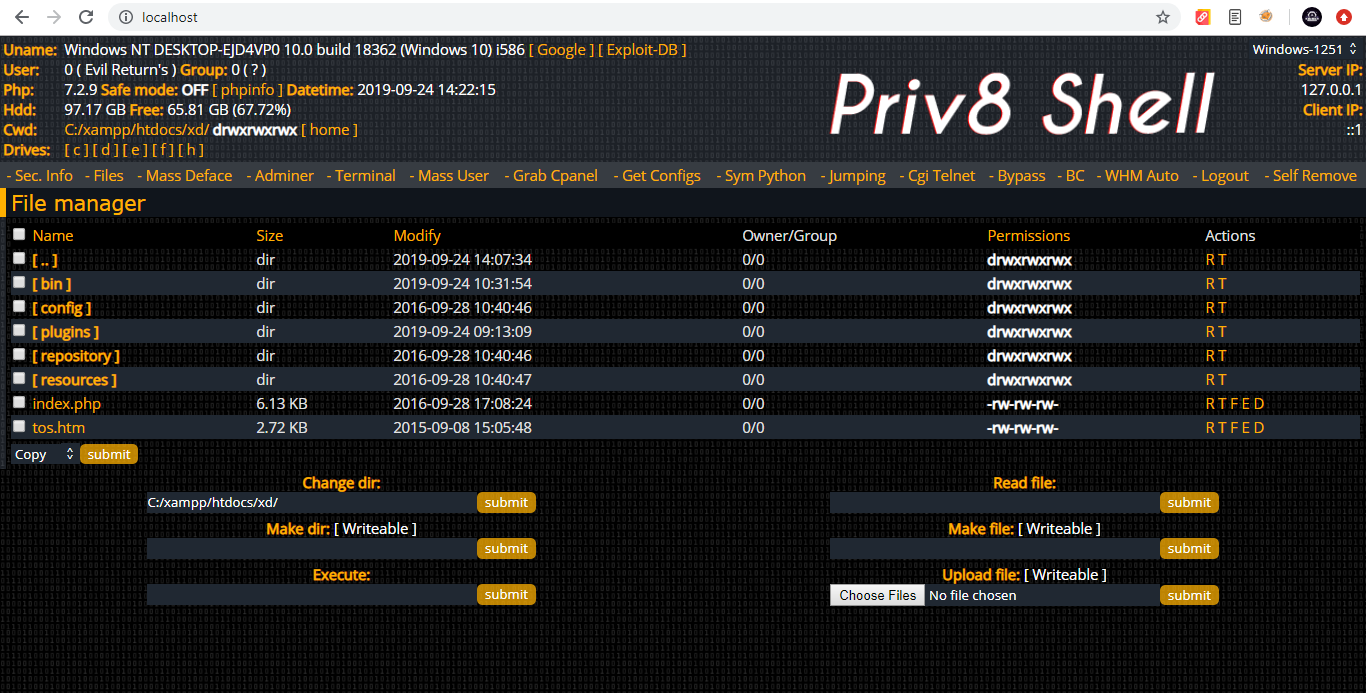 localhost
Uname: Windows NT DESKTOP-EJD4VP0 10.0 build 18362 (Windows 10) i586 [ Google ] [ Exploit-DB ]
Windows-1251
User: 0 ( Evil Return's ) Group: 0 ( ? )
Server IP:
Php: 7.2.9 Safe mode: OFF [ phpinfo ] Datetime: 2019-09-24 14:22:15
127.0.0.1
Hdd: 97.17 GB Free: 65.81 GB (67.72%)
Client IP:
Cwd: C:/xampp/htdocs/xd/ drwxrwxrwx [ home ]
::1
Drives: [ c ] [ d ] [ e ] [ f ] [ h ]
Priv8 Shell
- Sec. Info - Files - Mass Deface - Adminer - Terminal - Mass User - Grab Cpanel - Get Configs - Sym Python - Jumping - Cgi Telnet - Bypass - BC - WHM Auto - Logout - Self Remove
File manager
Name Size Modify Owner/Group Permissions Actions
[ .. ] dir 2019-09-24 14:07:34 0/0 drwxrwxrwx R T
[ bin ] dir 2019-09-24 10:31:54 0/0 drwxrwxrwx R T
[ config ] dir 2016-09-28 10:40:46 0/0 drwxrwxrwx R T
[ plugins ] dir 2019-09-24 09:13:09 0/0 drwxrwxrwx R T
[ repository ] dir 2016-09-28 10:40:46 0/0 drwxrwxrwx R T
[ resources ] dir 2016-09-28 10:40:47 0/0 drwxrwxrwx R T
index.php 6.13 KB 2016-09-28 17:08:24 0/0 -rw-rw-rw- R T F E D
tos.htm 2.72 KB 2015-09-08 15:05:48 0/0 -rw-rw-rw- R T F E D
Copy submit
Change dir:
C:/xampp/htdocs/xd/ submit
Read file:
submit
Make dir: [ Writeable ]
submit
Make file: [ Writeable ]
submit
Execute:
submit
Upload file: [ Writeable ]
Choose Files No file chosen submit